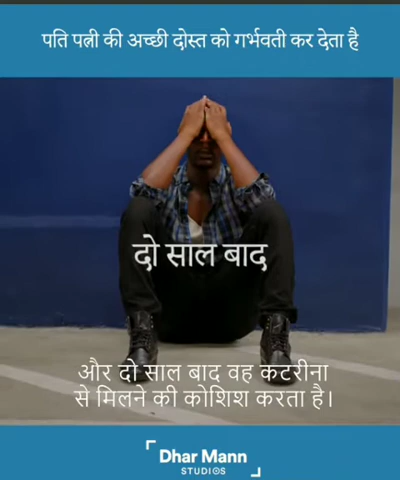 पति पत्नी की अच्छी दोस्त को गर्भवती कर देता है
दो साल बाद
और दो साल बाद वह कटरीना
से मिलने की कोशिश करता है।
Dhar Mann
STUDIOS